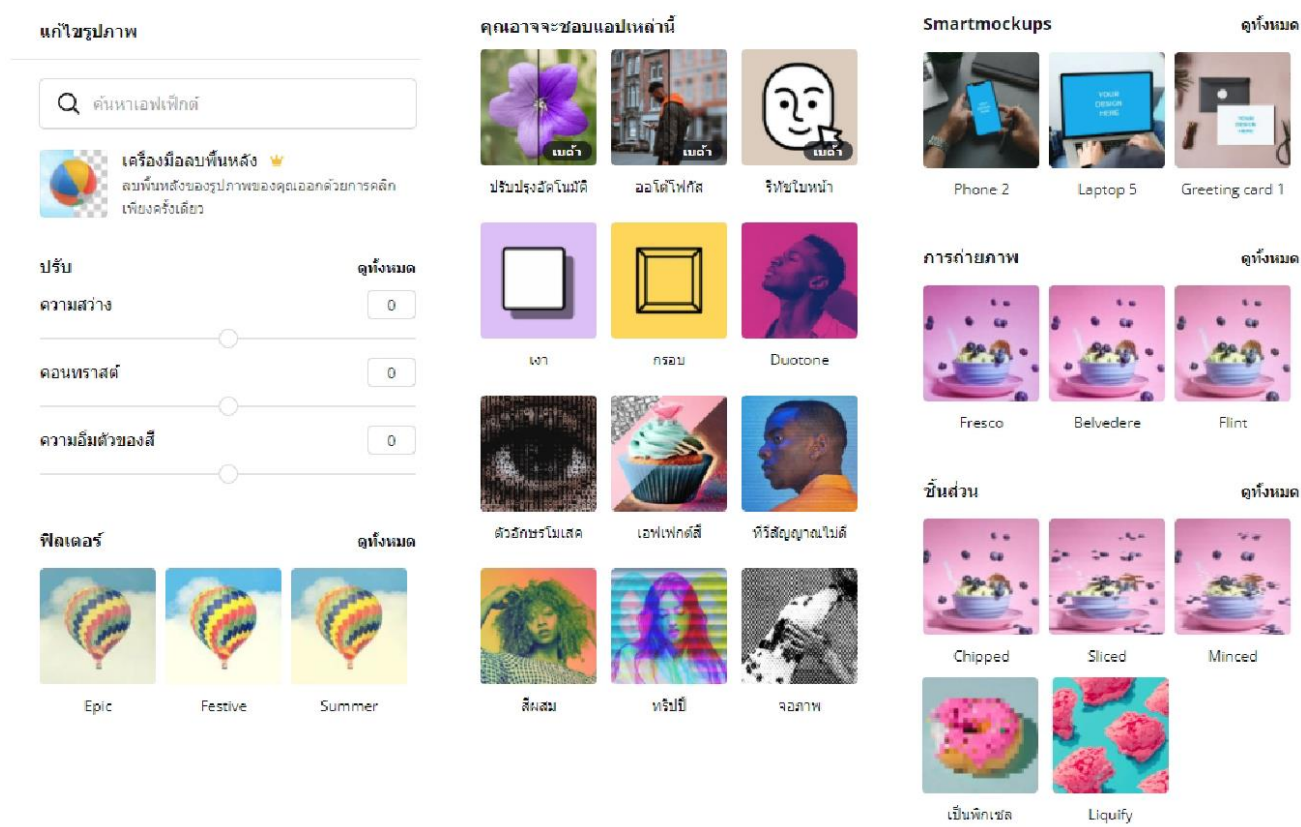 แก้ไขรูปภาพ
ค้นหาเอฟเฟ็กต์
เครื่องมือลบพื้นหลัง
ลบพื้นหลังของรูปภาพของคุณออกด้วยการคลิก
เพียงครั้งเดียว
ปรับ ดูทั้งหมด
ความสว่าง 0
คอนทราสต์ 0
ความอิ่มตัวของสี 0
ฟิลเตอร์ ดูทั้งหมด
Epic Festive Summer
คุณอาจจะชอบแอปเหล่านี้
เบต้า เบต้า เบต้า
ปรับปรุงอัตโนมัติ ออโต้โฟกัส รีทัชใบหน้า
เงา กรอบ Duotone
ตัวอักษรโมเสค เอฟเฟกต์สี ทีวีสัญญาณไม่ดี
สีผสม ทริปปี้ จอภาพ
Smartmockups ดูทั้งหมด
YOUR
DESIGN
HERE
Phone 2 Laptop 5 Greeting card 1
การถ่ายภาพ ดูทั้งหมด
Fresco Belvedere Flint
ชิ้นส่วน ดูทั้งหมด
Chipped Sliced Minced
เป็นพิกเซล Liquify